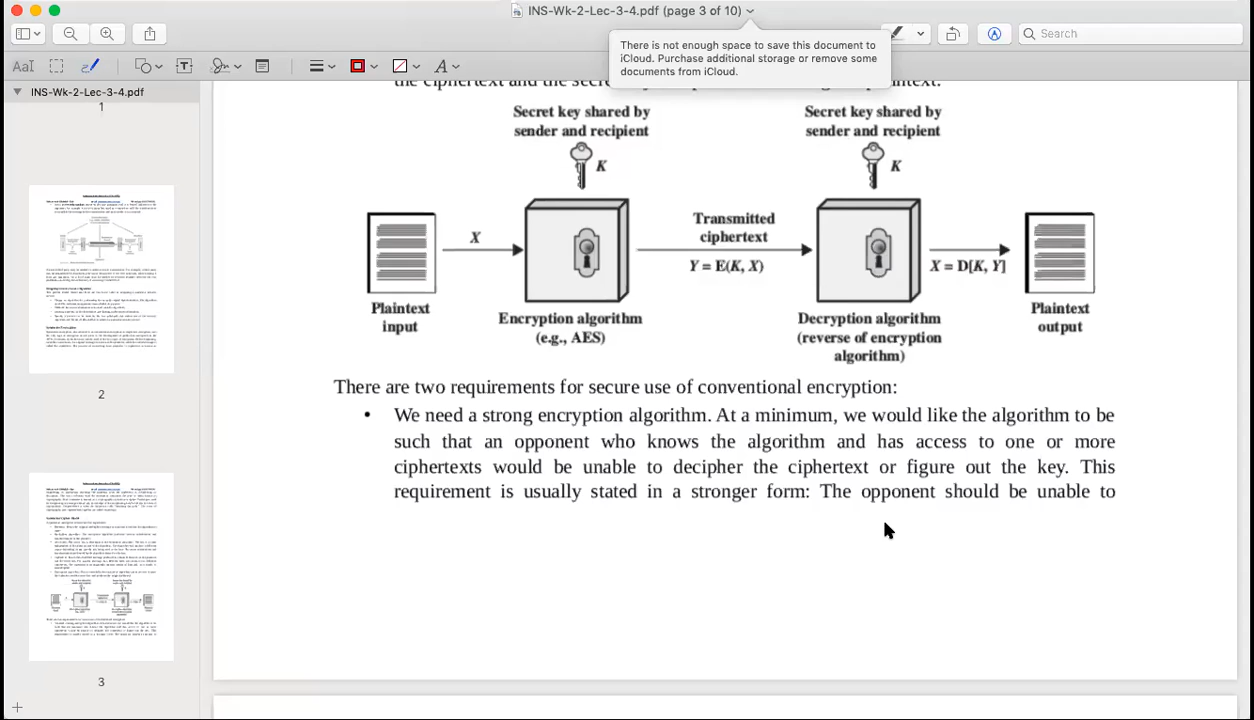 INS-Wk-2-Lec-3-4.pdf (page 3 of 10)
There is not enough space to save this document to
iCloud. Purchase additional storage or remove some
documents from iCloud.
Search
INS-Wk-2-Lec-3-4.pdf
1
2
3
the ciphertext and the
Secret key shared by
sender and recipient
K
Secret key shared by
sender and recipient
K
X
Transmitted
ciphertext
Y = E(K, X)
X = D[K, Y]
Plaintext
input
Encryption algorithm
(e.g., AES)
Decryption algorithm
(reverse of encryption
algorithm)
Plaintext
output
There are two requirements for secure use of conventional encryption:
• We need a strong encryption algorithm. At a minimum, we would like the algorithm to be
such that an opponent who knows the algorithm and has access to one or more
ciphertexts would be unable to decipher the ciphertext or figure out the key. This
requirement is usually stated in a stronger form: The opponent should be unable to